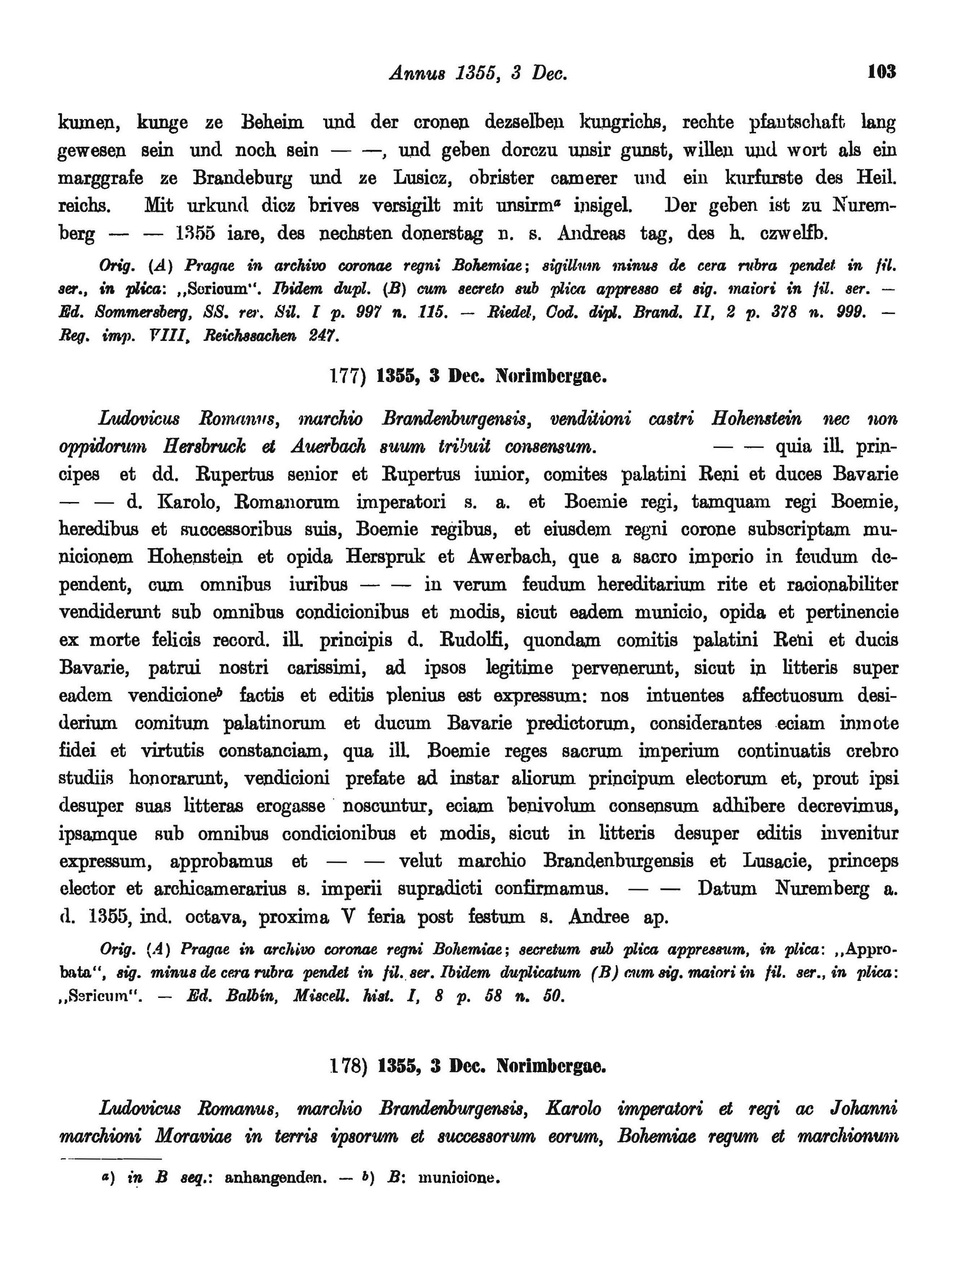 Annus 1355, 3 Dec. 103
kumen, kunge ze Beheim und der cronen dezselben kungrichs, rechte pfantschaft lang
gewesen sein und noch sein — —, und geben dorczu unsir gunst, willen und wort als ein
marggrafe ze Brandeburg und ze Lusicz, obrister camerer und ein kurfurste des Heil.
reichs. Mit urkund dicz brives versigilt mit unsirmᵃ insigel. Der geben ist zu Nurem-
berg — — 1355 iare, des nechsten donerstag n. s. Andreas tag, des h. czwelfb.
Orig. (A) Pragae in archivo coronae regni Bohemiae; sigillum minus de cera rubra pendet in fil.
ser., in plica: „Scricum“. Ibidem dupl. (B) cum secreto sub plica appresso et sig. maiori in fil. ser. —
Ed. Sommersberg, SS. rer. Sil. I p. 997 n. 115. — Riedel, Cod. dipl. Brand. II, 2 p. 378 n. 999. —
Reg. imp. VIII, Reichssachen 247.
177) 1355, 3 Dec. Norimbergae.
Ludovicus Romanus, marchio Brandenburgensis, venditioni castri Hohenstein nec non
oppidorum Hersbruck et Auerbach suum tribuit consensum. — — quia ill. prin-
cipes et dd. Rupertus senior et Rupertus iunior, comites palatini Reni et duces Bavarie
— — d. Karolo, Romanorum imperatori s. a. et Boemie regi, tamquam regi Boemie,
heredibus et successoribus suis, Boemie regibus, et eiusdem regni corone subscriptam mu-
nicionem Hohenstein et opida Herspruk et Awerbach, que a sacro imperio in feudum de-
pendent, cum omnibus iuribus — — in verum feudum hereditarium rite et racionabiliter
vendiderunt sub omnibus condicionibus et modis, sicut eadem municio, opida et pertinencie
ex morte felicis record. ill. principis d. Rudolfi, quondam comitis palatini Reni et ducis
Bavarie, patrui nostri carissimi, ad ipsos legitime pervenerunt, sicut in litteris super
eadem vendicioneᵇ factis et editis plenius est expressum: nos intuentes affectuosum desi-
derium comitum palatinorum et ducum Bavarie predictorum, considerantes eciam inmote
fidei et virtutis constanciam, qua ill. Boemie reges sacrum imperium continuatis crebro
studiis honorarunt, vendicioni prefate ad instar aliorum principum electorum et, prout ipsi
desuper suas litteras erogasse noscuntur, eciam benivolum consensum adhibere decrevimus,
ipsamque sub omnibus condicionibus et modis, sicut in litteris desuper editis invenitur
expressum, approbamus et — — velut marchio Brandenburgensis et Lusacie, princeps
elector et archicamerarius s. imperii supradicti confirmamus. — — Datum Nuremberg a.
d. 1355, ind. octava, proxima V feria post festum s. Andree ap.
Orig. (A) Pragae in archivo coronae regni Bohemiae; secretum sub plica appressum, in plica: „Appro-
bata“, sig. minus de cera rubra pendet in fil. ser. Ibidem duplicatum (B) cum sig. maiori in fil. ser., in plica:
„Scricum“. — Ed. Balbín, Miscell. hist. I, 8 p. 58 n. 50.
178) 1355, 3 Dec. Norimbergae.
Ludovicus Romanus, marchio Brandenburgensis, Karolo imperatori et regi ac Johanni
marchioni Moraviae in terris ipsorum et successorum eorum, Bohemiae regum et marchionum
a) in B seq.: anhangenden. — b) B: municione.